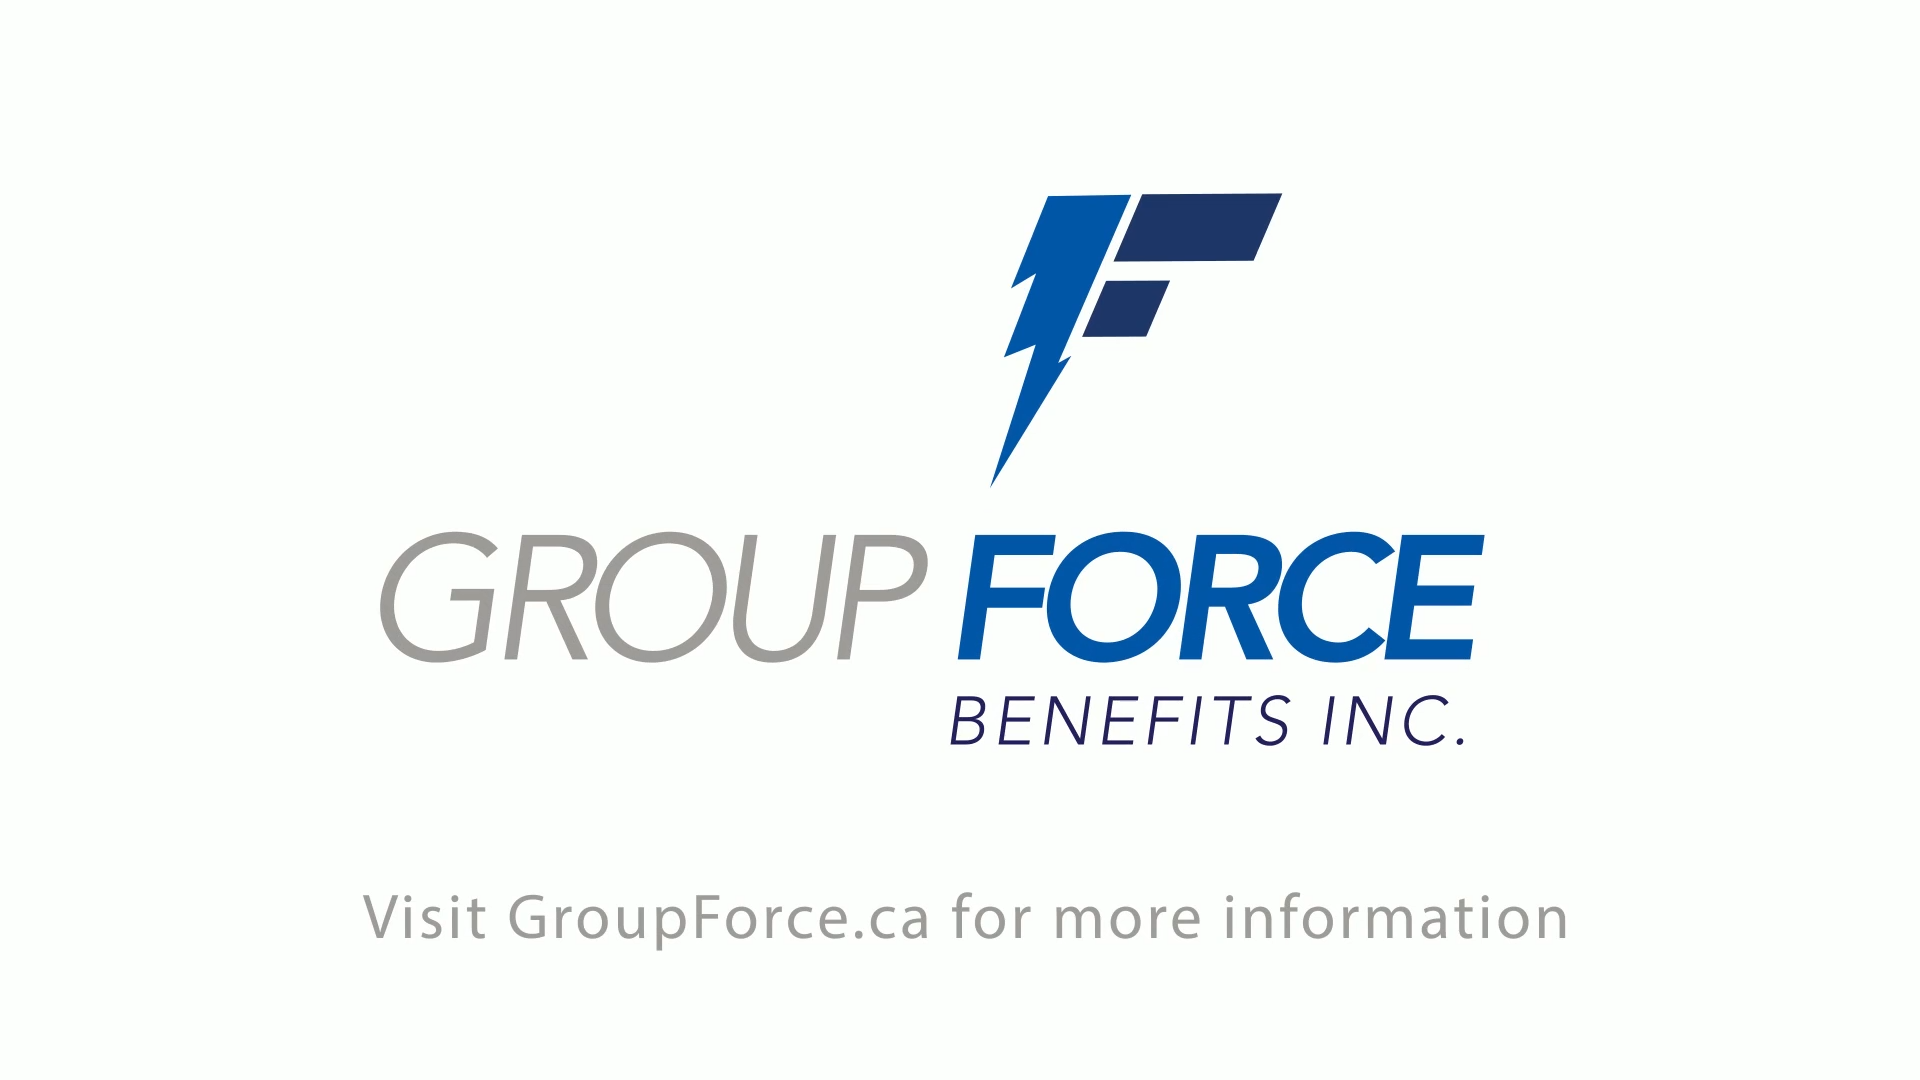 GROUP FORCE
BENEFITS INC.
Visit GroupForce.ca for more information